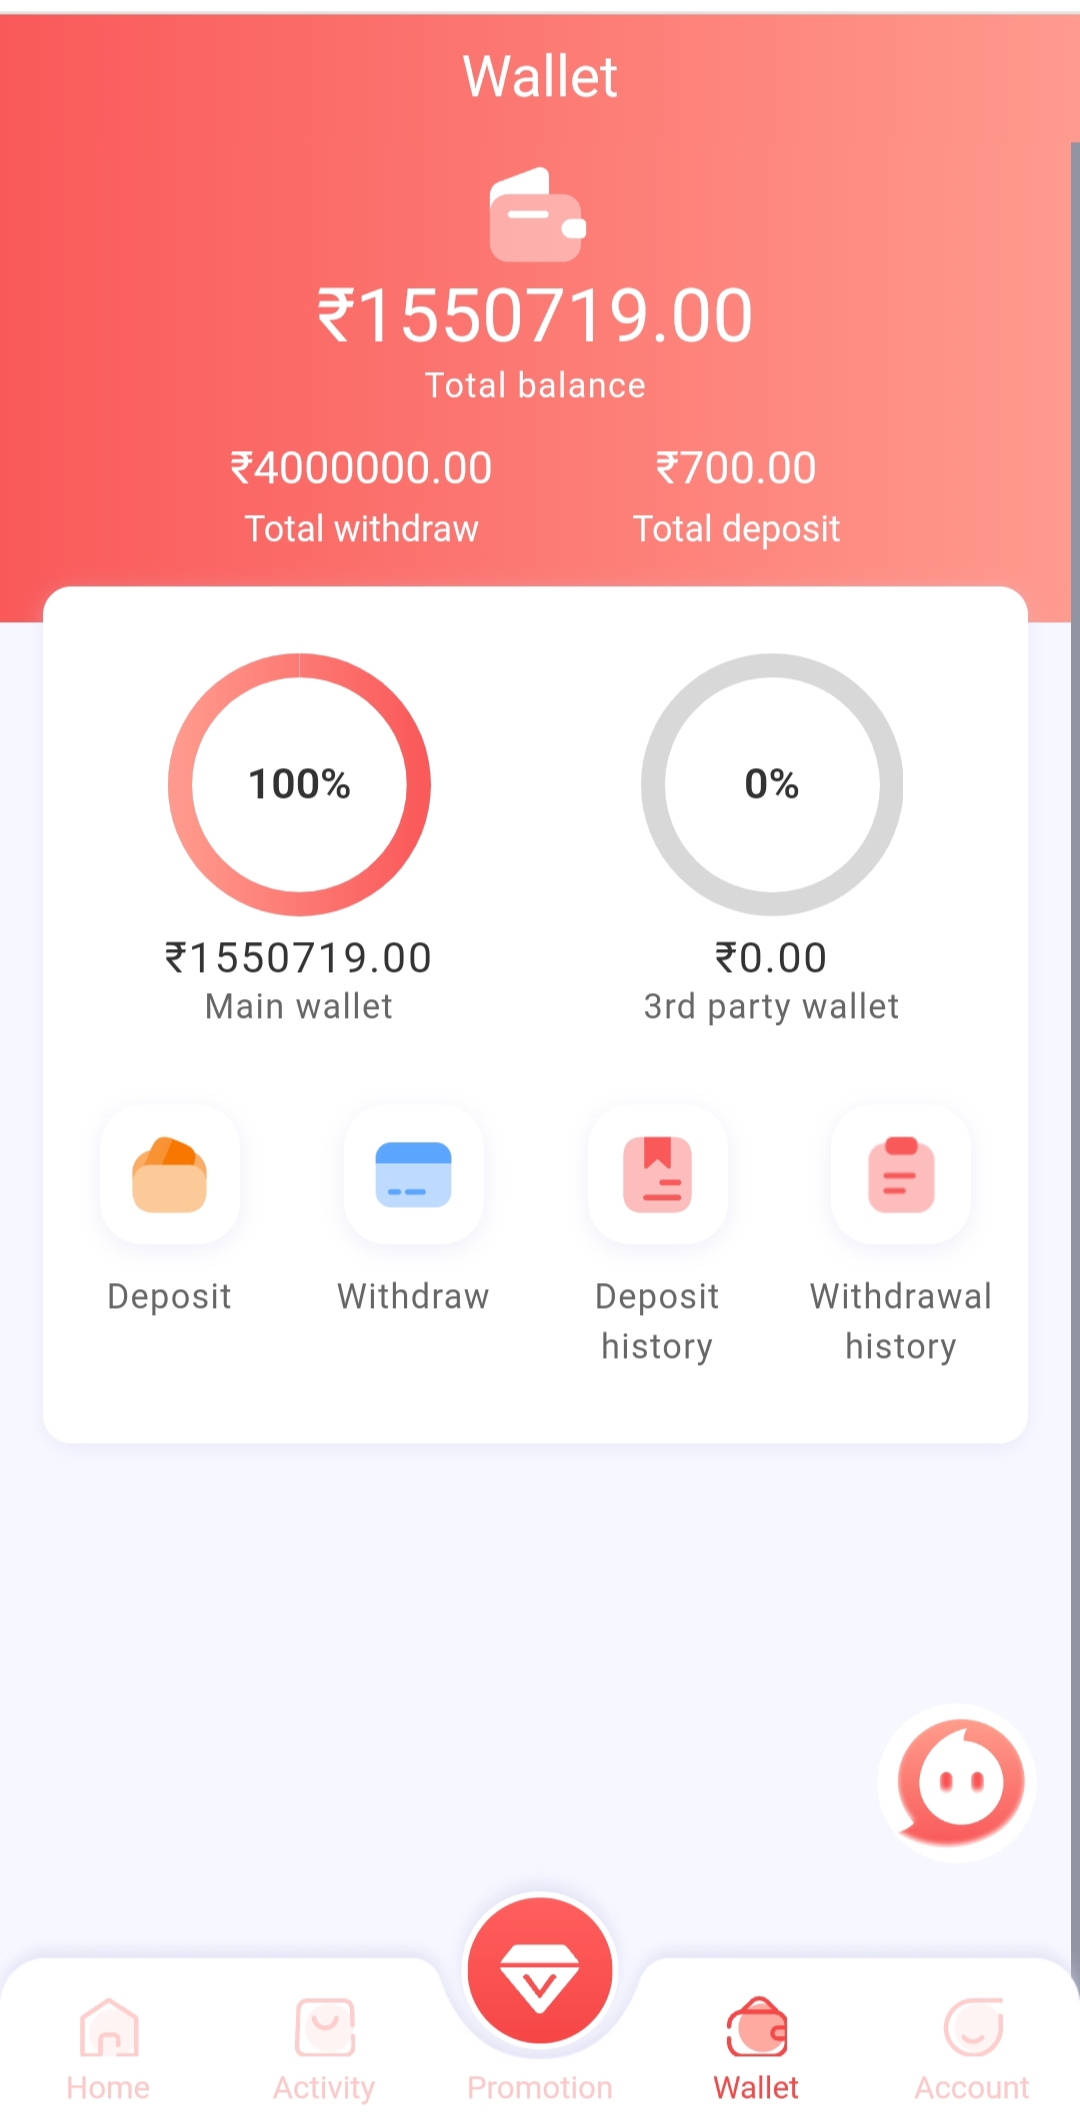 Wallet
₹1550719.00
Total balance
₹4000000.00 ₹700.00
Total withdraw Total deposit
100% 0%
₹1550719.00 ₹0.00
Main wallet 3rd party wallet
Deposit Withdraw Deposit history Withdrawal history
Home Activity Promotion Wallet Account